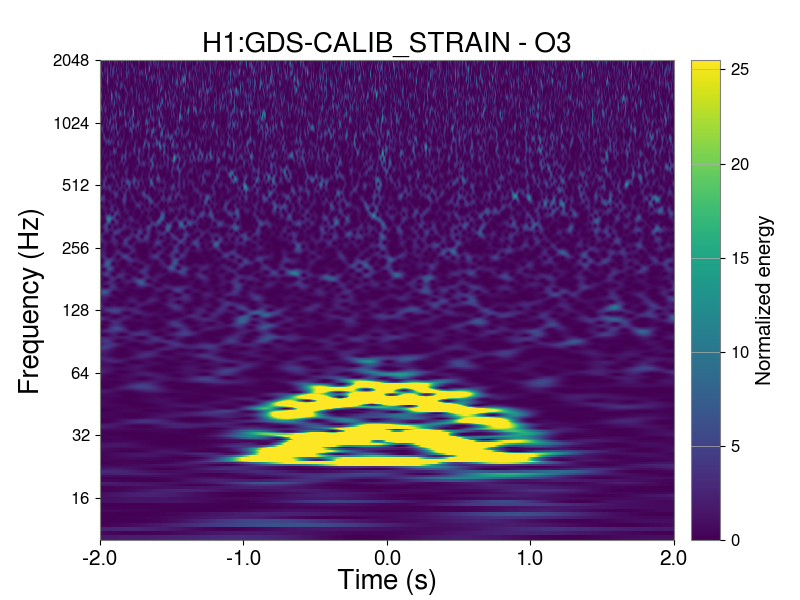 H1:GDS-CALIB_STRAIN - O3
2048
1024
512
256
128
64
32
16
Frequency (Hz)
-2.0 -1.0 0.0 1.0 2.0
Time (s)
25
20
15
10
5
0
Normalized energy